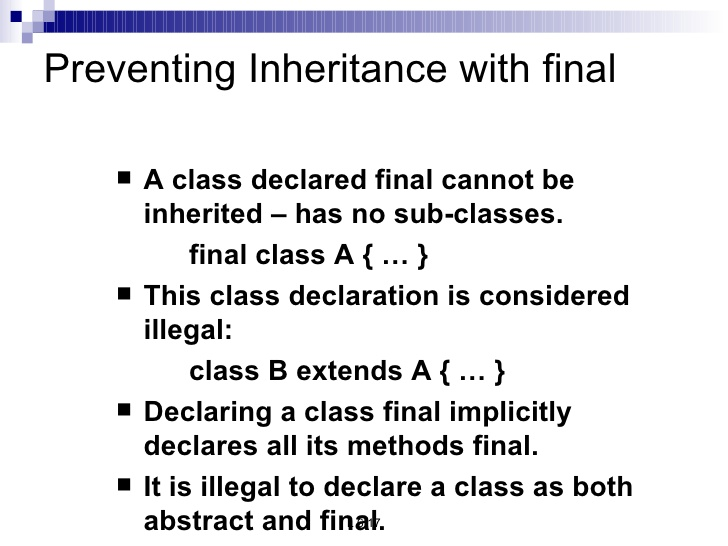 Preventing Inheritance with final
A class declared final cannot be
inherited – has no sub-classes.
final class A { … }
This class declaration is considered
illegal:
class B extends A { … }
Declaring a class final implicitly
declares all its methods final.
It is illegal to declare a class as both
abstract and final.